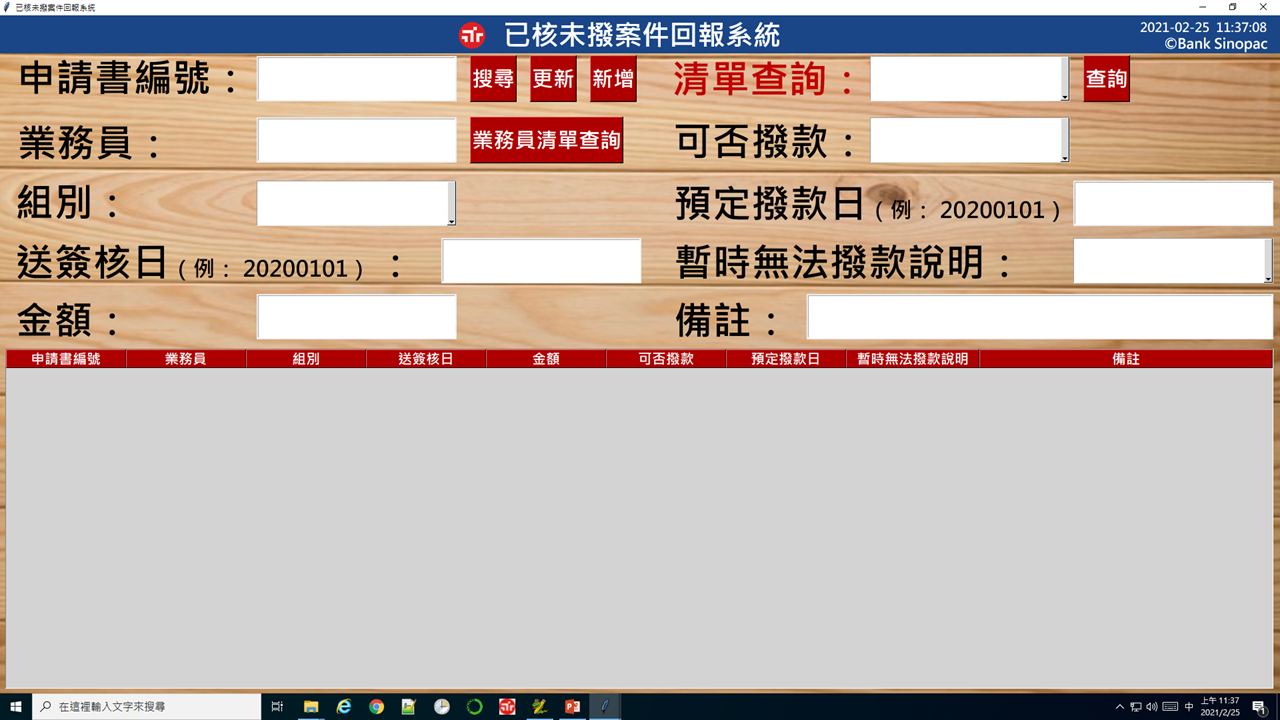 已核未撥案件回報系統
已核未撥案件回報系統
2021-02-25 11:37:08
©Bank Sinopac
申請書編號：
搜尋 更新 新增
清單查詢：
查詢
業務員：
業務員清單查詢
可否撥款：
組別：
預定撥款日（例： 20200101）
送簽核日（例： 20200101）：
暫時無法撥款說明：
金額：
備註：
申請書編號 業務員 組別 送簽核日 金額 可否撥款 預定撥款日 暫時無法撥款說明 備註
在這裡輸入文字來搜尋
中
上午 11:37
2021/2/25
1